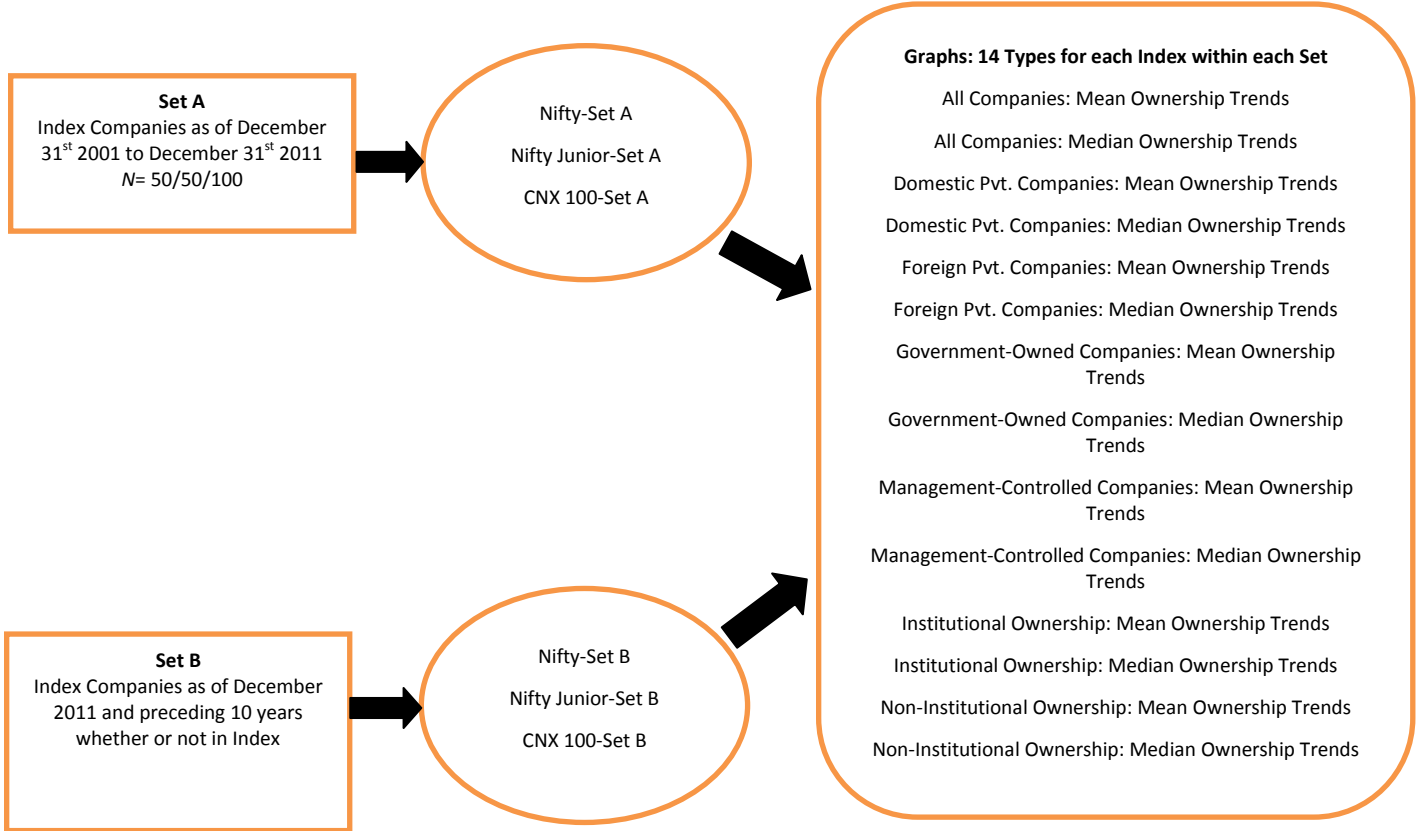 Set A
Index Companies as of December
31st 2001 to December 31st 2011
N= 50/50/100
Nifty-Set A
Nifty Junior-Set A
CNX 100-Set A
Set B
Index Companies as of December
2011 and preceding 10 years
whether or not in Index
Nifty-Set B
Nifty Junior-Set B
CNX 100-Set B
Graphs: 14 Types for each Index within each Set
All Companies: Mean Ownership Trends
All Companies: Median Ownership Trends
Domestic Pvt. Companies: Mean Ownership Trends
Domestic Pvt. Companies: Median Ownership Trends
Foreign Pvt. Companies: Mean Ownership Trends
Foreign Pvt. Companies: Median Ownership Trends
Government-Owned Companies: Mean Ownership
Trends
Government-Owned Companies: Median Ownership
Trends
Management-Controlled Companies: Mean Ownership
Trends
Management-Controlled Companies: Median Ownership
Trends
Institutional Ownership: Mean Ownership Trends
Institutional Ownership: Median Ownership Trends
Non-Institutional Ownership: Mean Ownership Trends
Non-Institutional Ownership: Median Ownership Trends